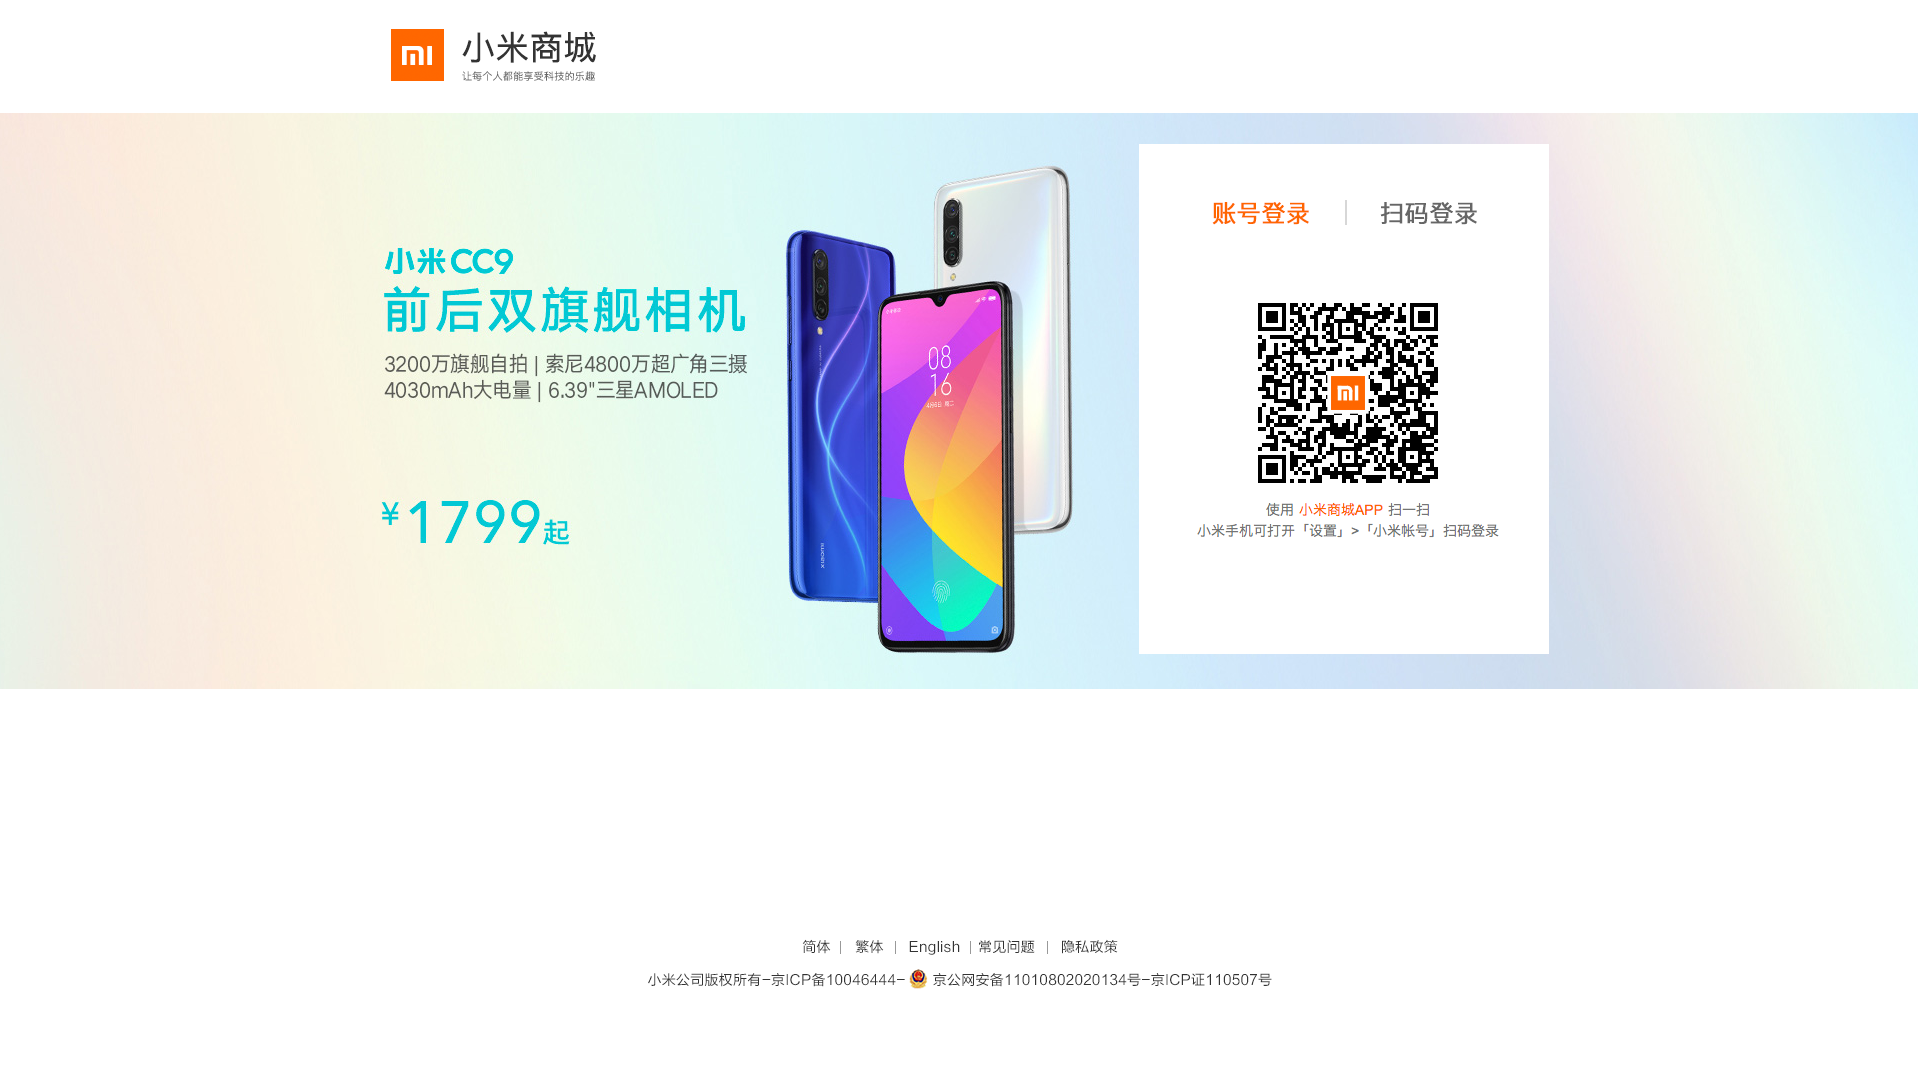 小米商城
让每个人都能享受科技的乐趣
账号登录 | 扫码登录
小米CC9
前后双旗舰相机
3200万旗舰自拍 | 索尼4800万超广角三摄
4030mAh大电量 | 6.39"三星AMOLED
¥1799起
08
16
使用 小米商城APP 扫一扫
小米手机可打开「设置」>「小米帐号」扫码登录
简体 | 繁体 | English | 常见问题 | 隐私政策
小米公司版权所有-京ICP备10046444- 京公网安备11010802020134号-京ICP证110507号